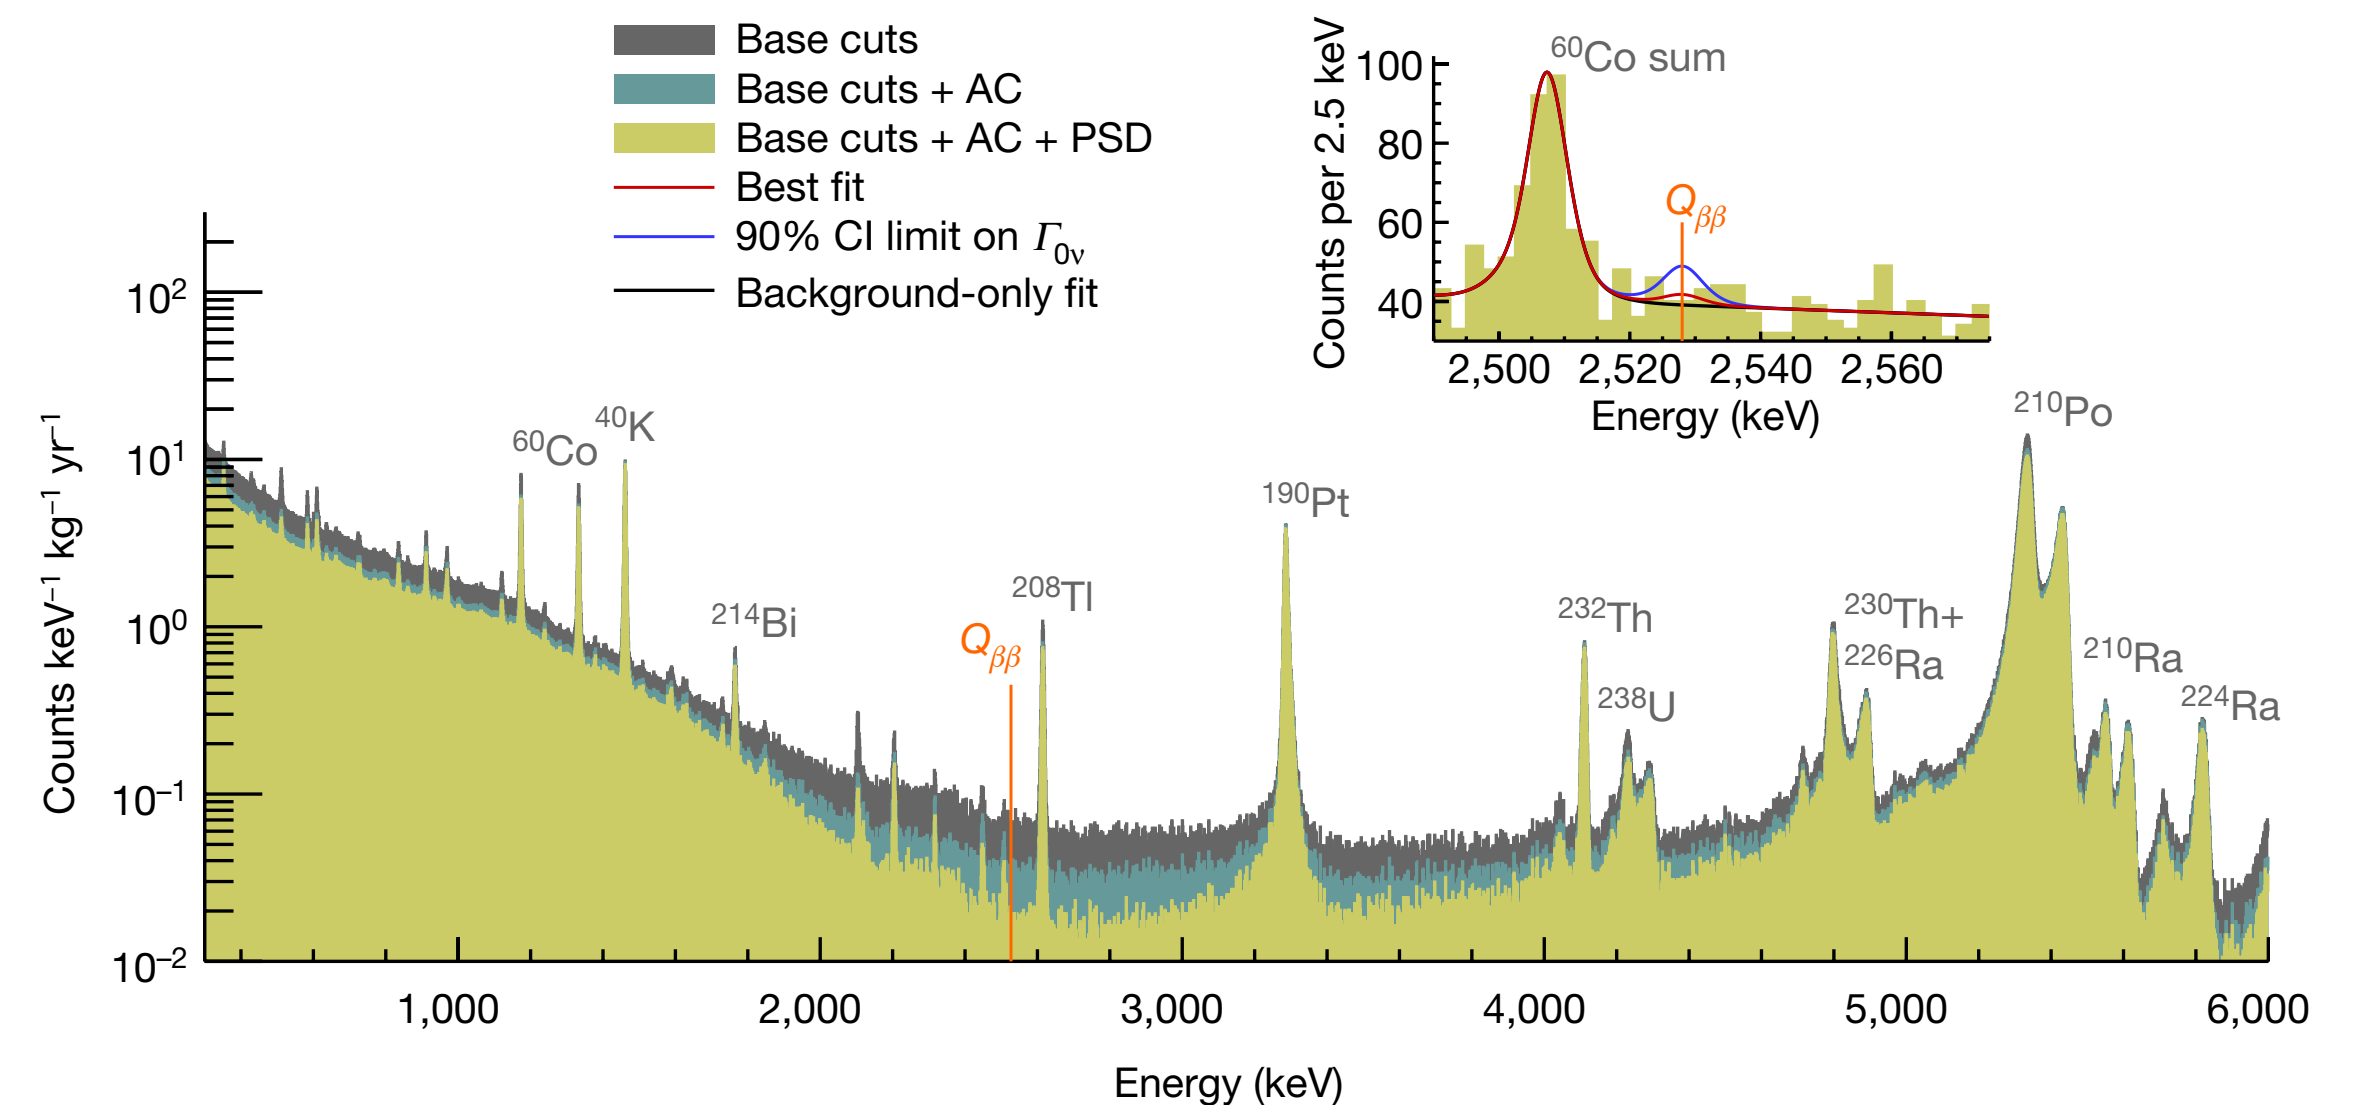 Base cuts
Base cuts + AC
Base cuts + AC + PSD
Best fit
90% CI limit on Γ0ν
Background-only fit
Counts per 2.5 keV
100
80
60
40
60Co sum
Qββ
2,500 2,520 2,540 2,560
Energy (keV)
Counts keV–1 kg–1 yr–1
10²
10¹
10⁰
10–1
10–2
60Co
40K
214Bi
Qββ
208Tl
190Pt
232Th
238U
230Th+
226Ra
210Po
210Ra
224Ra
1,000 2,000 3,000 4,000 5,000 6,000
Energy (keV)